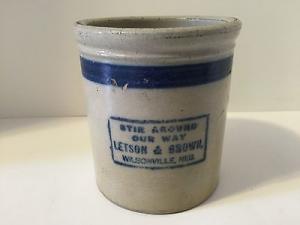 STIR AROUND
OUR WAY
LETSON & BROWN,
WILSONVILLE, NEB.